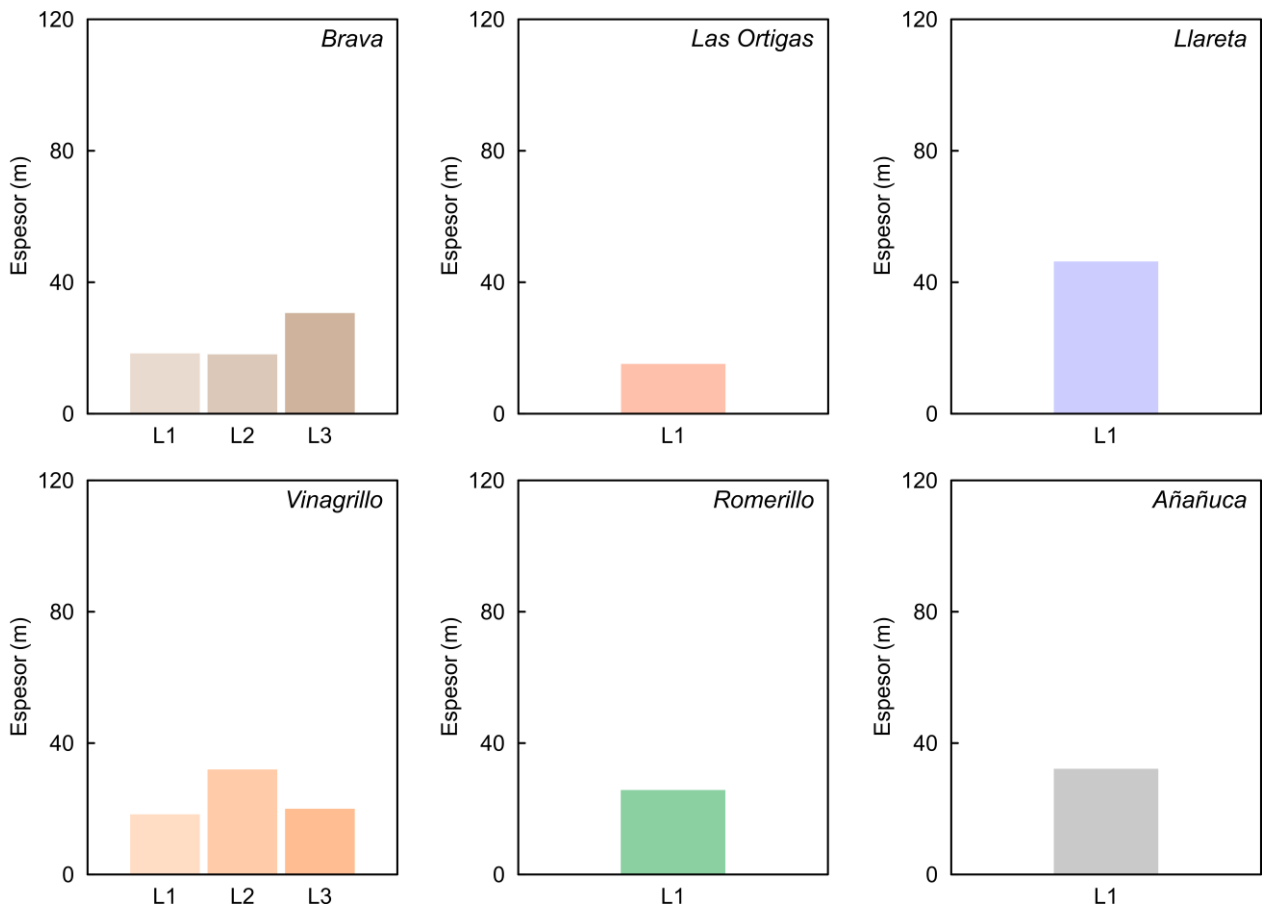 Brava
120
80
40
0
Espesor (m)
L1 L2 L3
Las Ortigas
120
80
40
0
Espesor (m)
L1
Llareta
120
80
40
0
Espesor (m)
L1
Vinagrillo
120
80
40
0
Espesor (m)
L1 L2 L3
Romerillo
120
80
40
0
Espesor (m)
L1
Añañuca
120
80
40
0
Espesor (m)
L1